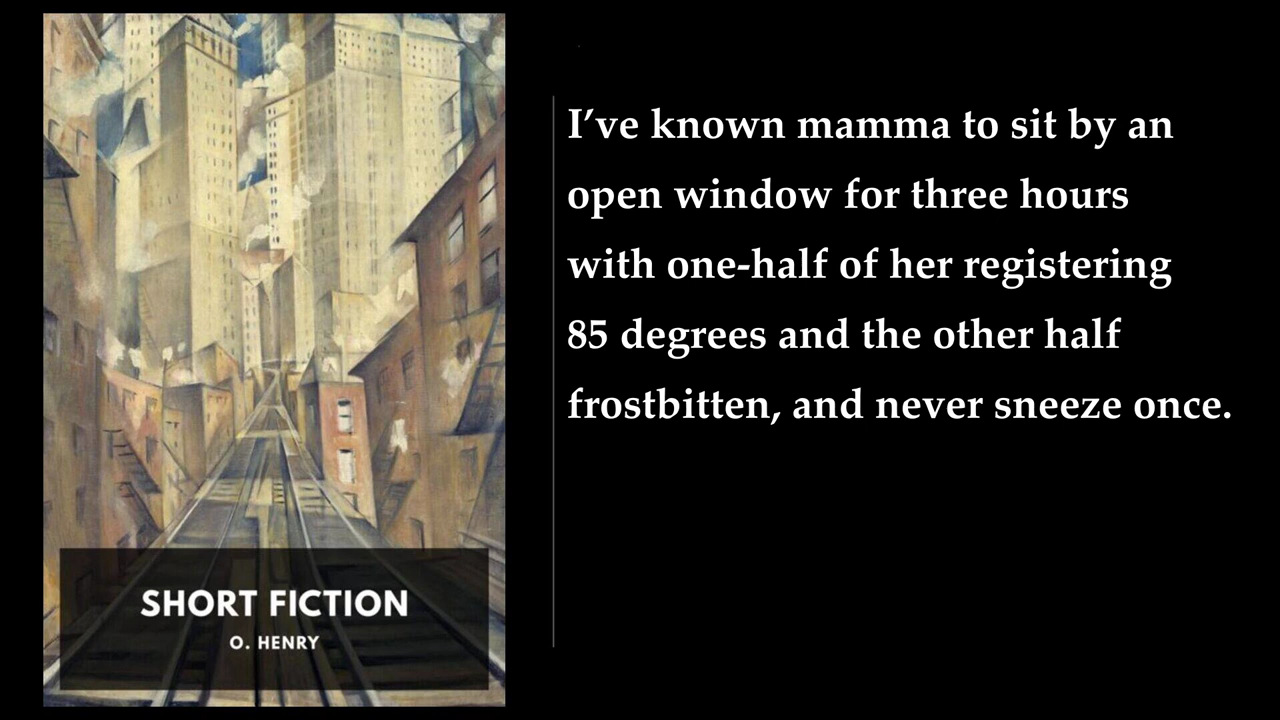 I’ve known mamma to sit by an
open window for three hours
with one-half of her registering
85 degrees and the other half
frostbitten, and never sneeze once.
SHORT FICTION
O. HENRY